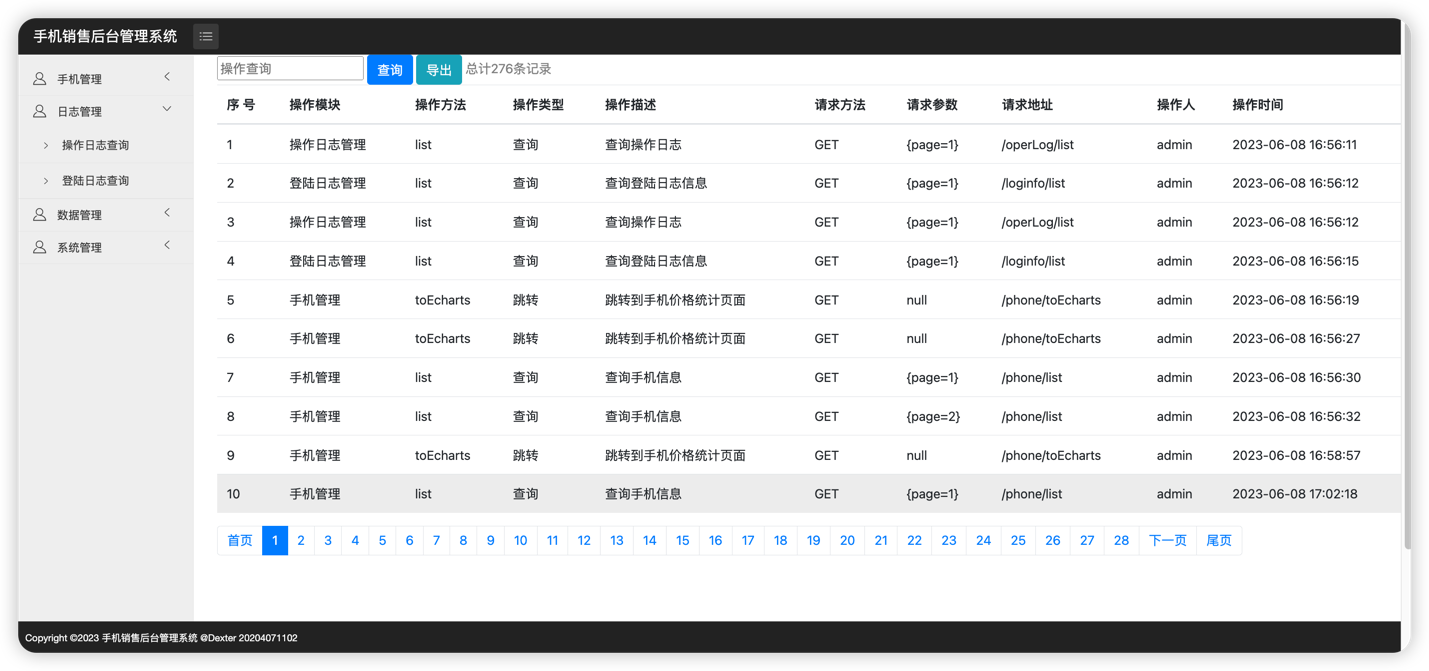 手机销售后台管理系统
手机管理
日志管理
操作日志查询
登陆日志查询
数据管理
系统管理
操作查询 查询 导出 总计276条记录
序号 操作模块 操作方法 操作类型 操作描述 请求方法 请求参数 请求地址 操作人 操作时间
1 操作日志管理 list 查询 查询操作日志 GET {page=1} /operLog/list admin 2023-06-08 16:56:11
2 登陆日志管理 list 查询 查询登陆日志信息 GET {page=1} /loginfo/list admin 2023-06-08 16:56:12
3 操作日志管理 list 查询 查询操作日志 GET {page=1} /operLog/list admin 2023-06-08 16:56:12
4 登陆日志管理 list 查询 查询登陆日志信息 GET {page=1} /loginfo/list admin 2023-06-08 16:56:15
5 手机管理 toEcharts 跳转 跳转到手机价格统计页面 GET null /phone/toEcharts admin 2023-06-08 16:56:19
6 手机管理 toEcharts 跳转 跳转到手机价格统计页面 GET null /phone/toEcharts admin 2023-06-08 16:56:27
7 手机管理 list 查询 查询手机信息 GET {page=1} /phone/list admin 2023-06-08 16:56:30
8 手机管理 list 查询 查询手机信息 GET {page=2} /phone/list admin 2023-06-08 16:56:32
9 手机管理 toEcharts 跳转 跳转到手机价格统计页面 GET null /phone/toEcharts admin 2023-06-08 16:58:57
10 手机管理 list 查询 查询手机信息 GET {page=1} /phone/list admin 2023-06-08 17:02:18
首页 1 2 3 4 5 6 7 8 9 10 11 12 13 14 15 16 17 18 19 20 21 22 23 24 25 26 27 28 下一页 尾页
Copyright ©2023 手机销售后台管理系统 @Dexter 20204071102